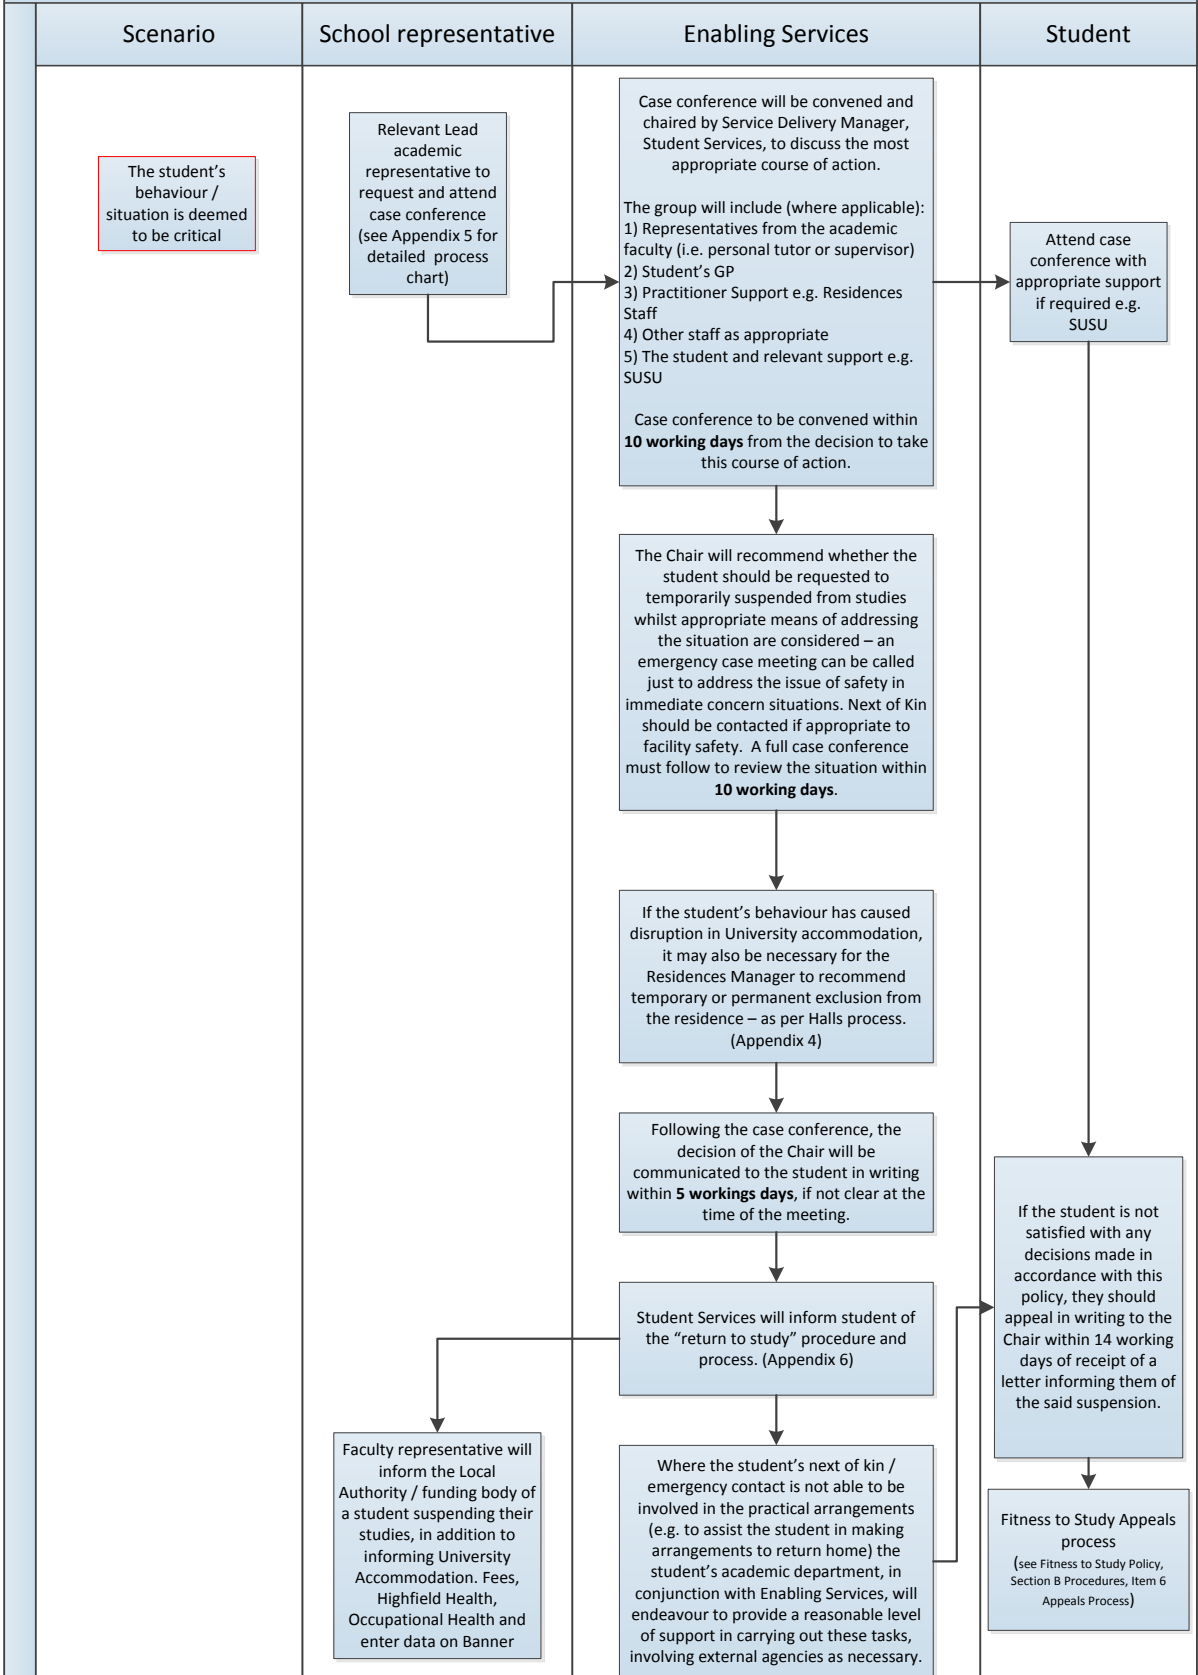 Scenario
School representative
Enabling Services
Student
The student’s
behaviour /
situation is deemed
to be critical
Relevant Lead
academic
representative to
request and attend
case conference
(see Appendix 5 for
detailed process
chart)
Case conference will be convened and
chaired by Service Delivery Manager,
Student Services, to discuss the most
appropriate course of action.
The group will include (where applicable):
1) Representatives from the academic
faculty (i.e. personal tutor or supervisor)
2) Student’s GP
3) Practitioner Support e.g. Residences
Staff
4) Other staff as appropriate
5) The student and relevant support e.g.
SUSU
Case conference to be convened within
10 working days from the decision to take
this course of action.
Attend case
conference with
appropriate support
if required e.g.
SUSU
The Chair will recommend whether the
student should be requested to
temporarily suspended from studies
whilst appropriate means of addressing
the situation are considered – an
emergency case meeting can be called
just to address the issue of safety in
immediate concern situations. Next of Kin
should be contacted if appropriate to
facility safety. A full case conference
must follow to review the situation within
10 working days.
If the student’s behaviour has caused
disruption in University accommodation,
it may also be necessary for the
Residences Manager to recommend
temporary or permanent exclusion from
the residence – as per Halls process.
(Appendix 4)
Following the case conference, the
decision of the Chair will be
communicated to the student in writing
within 5 workings days, if not clear at the
time of the meeting.
Student Services will inform student of
the “return to study” procedure and
process. (Appendix 6)
Faculty representative will
inform the Local
Authority / funding body of
a student suspending their
studies, in addition to
informing University
Accommodation. Fees,
Highfield Health,
Occupational Health and
enter data on Banner
Where the student’s next of kin /
emergency contact is not able to be
involved in the practical arrangements
(e.g. to assist the student in making
arrangements to return home) the
student’s academic department, in
conjunction with Enabling Services, will
endeavour to provide a reasonable level
of support in carrying out these tasks,
involving external agencies as necessary.
If the student is not
satisfied with any
decisions made in
accordance with this
policy, they should
appeal in writing to the
Chair within 14 working
days of receipt of a
letter informing them of
the said suspension.
Fitness to Study Appeals
process
(see Fitness to Study Policy,
Section B Procedures, Item 6
Appeals Process)